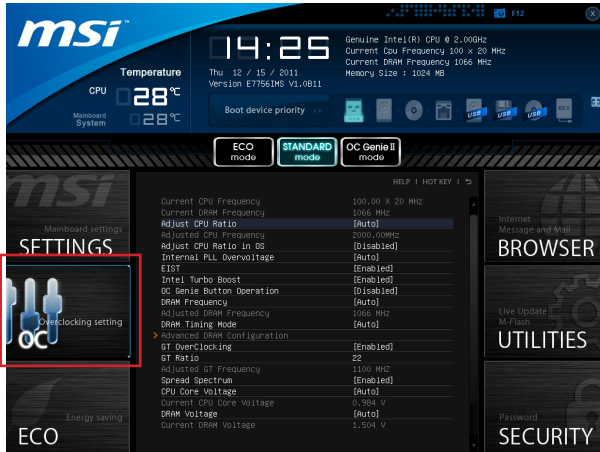 msi
F12
X
14:25
Genuine Intel(R) CPU @ 2.00GHz
Current Cpu Frequency 100 x 20 MHz
Current DRAM Frequency 1066 MHz
Memory Size : 1024 MB
Temperature
Thu 12 / 15 / 2011
Version E7756IMS V1.0B11
CPU 28°C
Mainboard
System 28°C
Boot device priority
USB USB USB
ECO
mode
STANDARD
mode
OC Genie II
mode
HELP | HOT KEY |
msi
Mainboard settings
SETTINGS
Overclocking setting
OC
Energy saving
ECO
Current CPU Frequency 100.00 X 20 MHZ
Current DRAM Frequency 1066 MHZ
Adjust CPU Ratio [Auto]
Adjusted CPU Frequency 2000.00MHz
Adjust CPU Ratio in OS [Disabled]
Internal PLL Overvoltage [Auto]
EIST [Enabled]
Intel Turbo Boost [Enabled]
OC Genie Button Operation [Disabled]
DRAM Frequency [Auto]
Adjusted DRAM Frequency 1066 MHZ
DRAM Timing Mode [Auto]
> Advanced DRAM Configuration
GT OverClocking [Enabled]
GT Ratio 22
Adjusted GT Frequency 1100 MHZ
Spread Spectrum [Enabled]
CPU Core Voltage [Auto]
Current CPU Core Voltage 0.984 V
DRAM Voltage [Auto]
Current DRAM Voltage 1.504 V
Internet
Message and Mail
BROWSER
Live Update
M-Flash
UTILITIES
Password
SECURITY